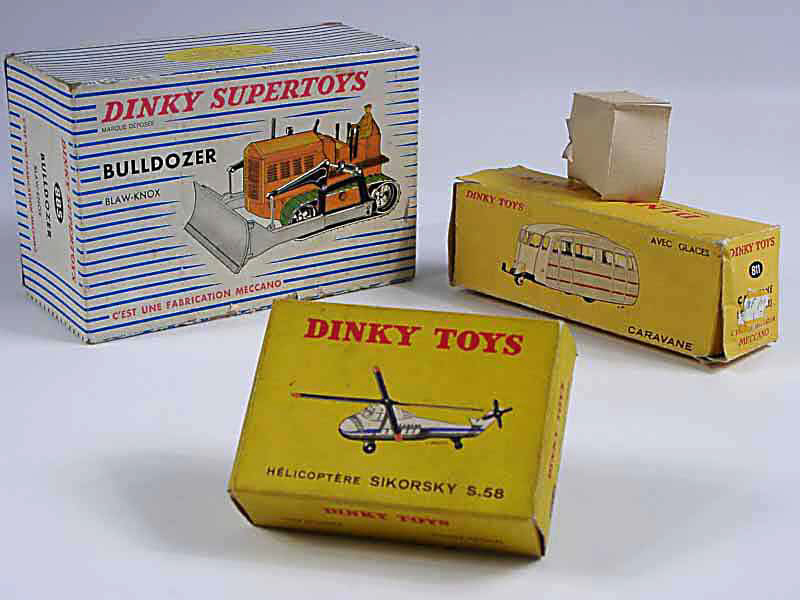 DINKY SUPERTOYS
MARQUE DÉPOSÉE
BULLDOZER
BLAW-KNOX
C'EST UNE FABRICATION MECCANO
BULLDOZER
DINKY TOYS
AVEC GLACES
CARAVANE
DINKY TOYS
811
MECCANO
DINKY TOYS
HÉLICOPTÈRE SIKORSKY S.58
DINKY TOYS